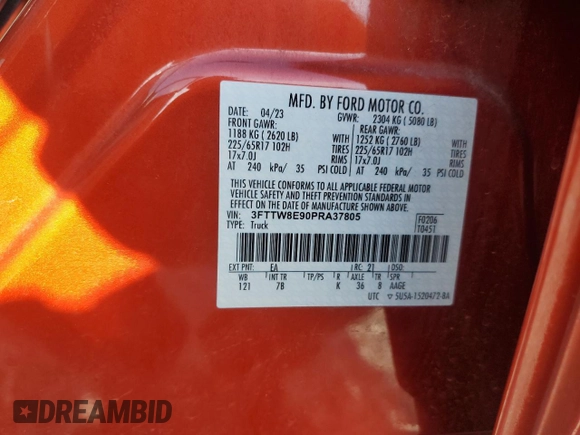 MFD. BY FORD MOTOR CO.
DATE: 04/23 GVWR: 2304 KG ( 5080 LB)
FRONT GAWR: REAR GAWR:
1188 KG ( 2620 LB) WITH 1252 KG ( 2760 LB) WITH
225/65R17 102H TIRES 225/65R17 102H TIRES
17x7.0J RIMS 17x7.0J RIMS
AT 240 kPa/ 35 PSI COLD AT 240 kPa/ 35 PSI COLD
THIS VEHICLE CONFORMS TO ALL APPLICABLE FEDERAL MOTOR
VEHICLE SAFETY AND THEFT PREVENTION STANDARDS IN
EFFECT ON THE DATE OF MANUFACTURE SHOWN ABOVE.
VIN: 3FTTW8E90PRA37805 F0206
TYPE: Truck T0451
EXT PNT: EA RC: 21 DSO:
WB INT TR TP/PS R AXLE TR SPR
121 7B K 36 8 AAGE
UTC 5U5A-1520472-BA
DREAMBID